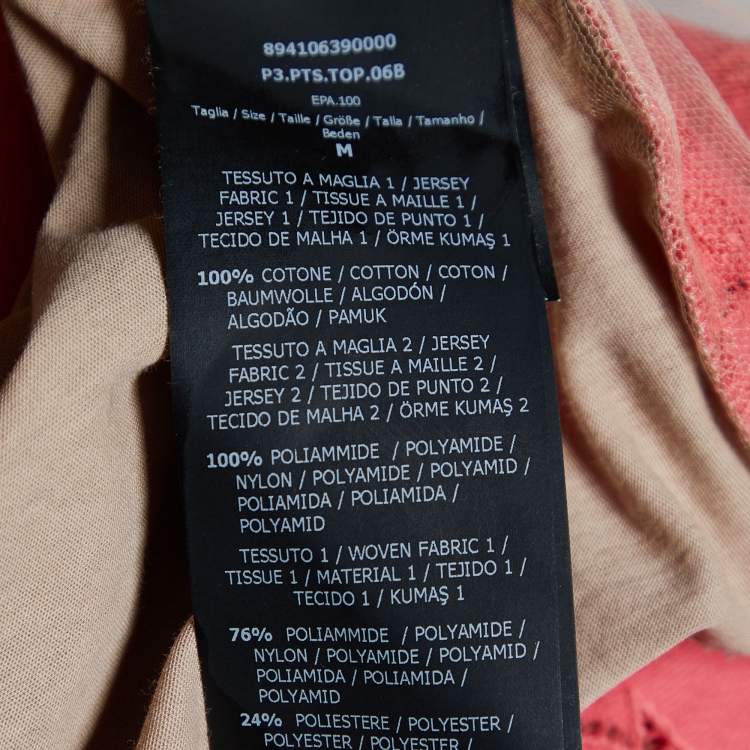 894106390000
P3.PTS.TOP.06B
EPA.100
Taglia / Size / Taille / Größe / Talla / Tamanho /
Beden
M
TESSUTO A MAGLIA 1 / JERSEY
FABRIC 1 / TISSUE A MAILLE 1 /
JERSEY 1 / TEJIDO DE PUNTO 1 /
TECIDO DE MALHA 1 / ÖRME KUMAŞ 1
100% COTONE / COTTON / COTON /
BAUMWOLLE / ALGODÓN /
ALGODÃO / PAMUK
TESSUTO A MAGLIA 2 / JERSEY
FABRIC 2 / TISSUE A MAILLE 2 /
JERSEY 2 / TEJIDO DE PUNTO 2 /
TECIDO DE MALHA 2 / ÖRME KUMAŞ 2
100% POLIAMMIDE / POLYAMIDE /
NYLON / POLYAMIDE / POLYAMID /
POLIAMIDA / POLIAMIDA /
POLYAMID
TESSUTO 1 / WOVEN FABRIC 1 /
TISSUE 1 / MATERIAL 1 / TEJIDO 1 /
TECIDO 1 / KUMAŞ 1
76% POLIAMMIDE / POLYAMIDE /
NYLON / POLYAMIDE / POLYAMID /
POLIAMIDA / POLIAMIDA /
POLYAMID
24% POLIESTERE / POLYESTER /
POLYESTER / POLYESTER /